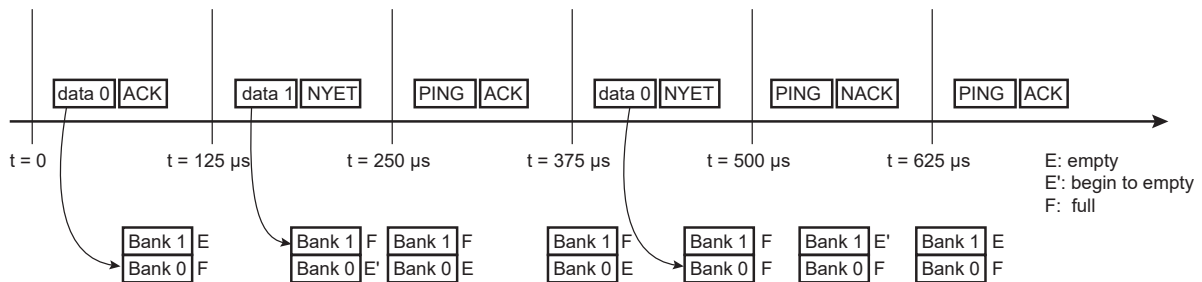 data 0 ACK data 1 NYET PING ACK data 0 NYET PING NACK PING ACK
t = 0 t = 125 μs t = 250 μs t = 375 μs t = 500 μs t = 625 μs
E: empty
E': begin to empty
F: full
Bank 1 E Bank 1 F Bank 1 F Bank 1 F Bank 1 F Bank 1 E' Bank 1 E
Bank 0 F Bank 0 E' Bank 0 E Bank 0 E Bank 0 F Bank 0 F Bank 0 F